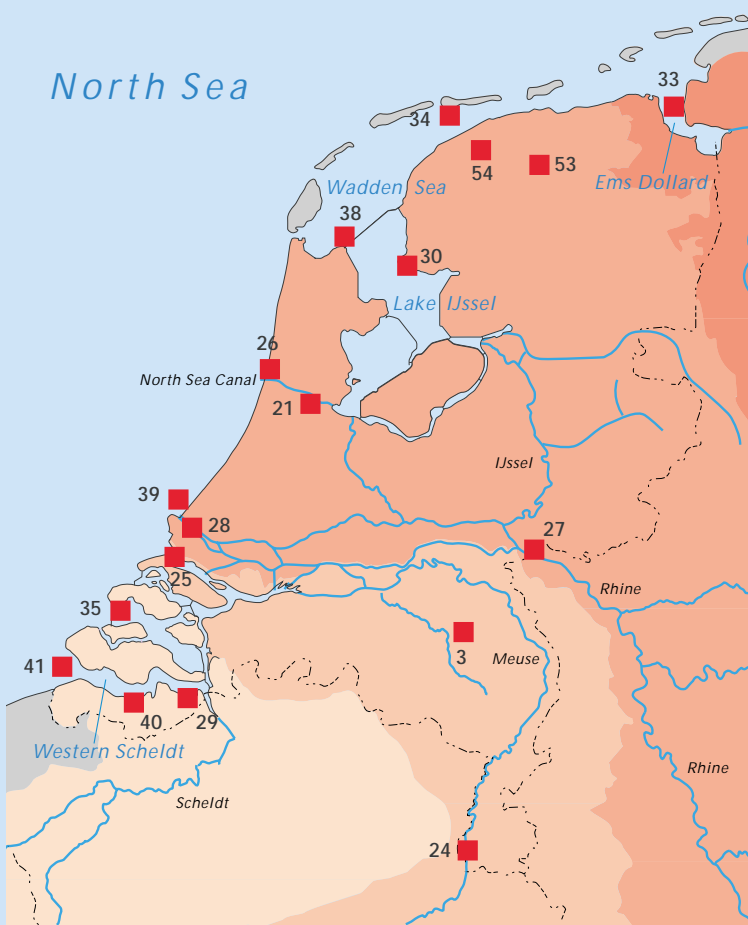 North Sea
33
34
54
53
Ems Dollard
Wadden Sea
38
30
Lake IJssel
26
North Sea Canal
21
IJssel
39
28
27
25
Rhine
35
3
Meuse
41
40
29
Western Scheldt
Rhine
Scheldt
24